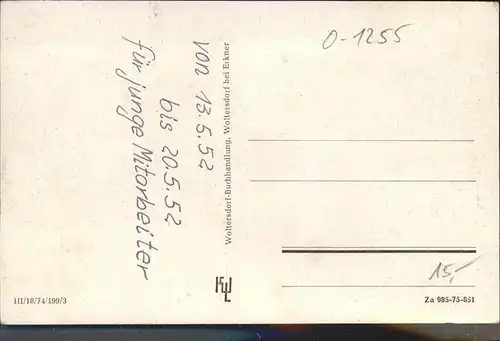 von 13.5.52
bis 20.5.52
für junge Mitarbeiter
Woltersdorf-Buchhandlung, Woltersdorf bei Erkner
O-1255
15,-
III/18/74/199/3
Za 985-75-851